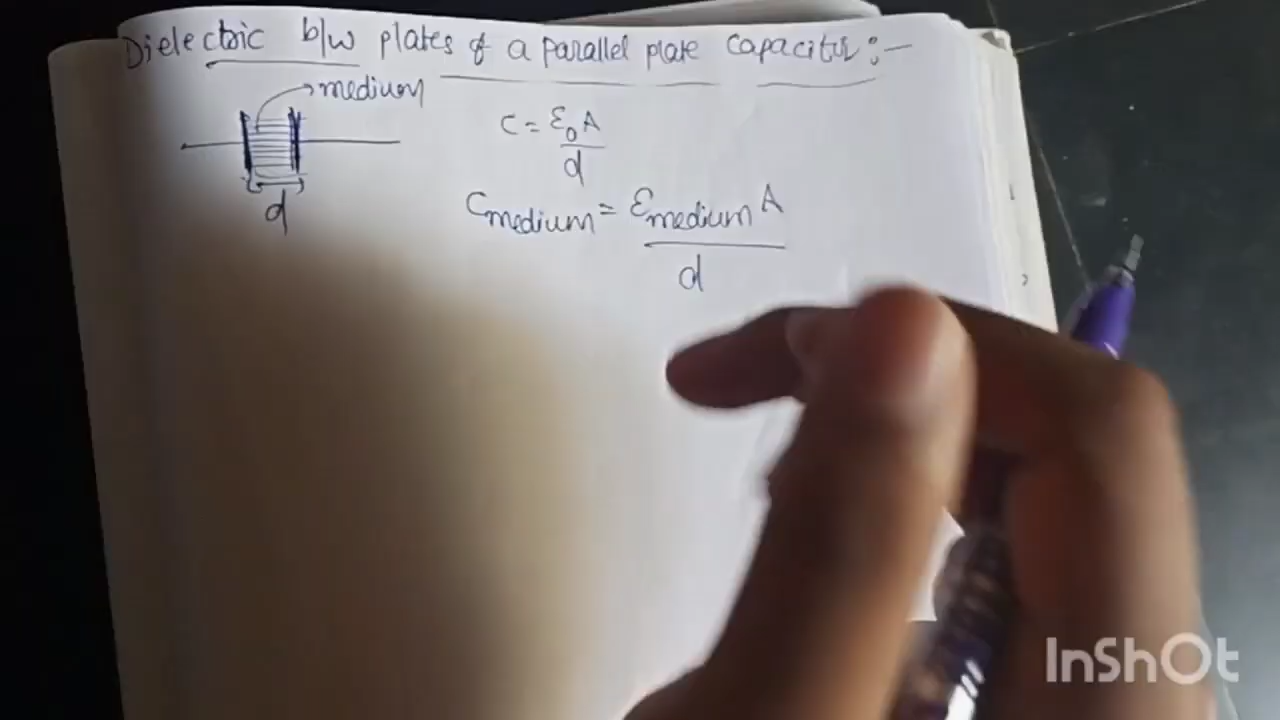 Dielectric b/w plates of a parallel plate capacitor :-
medium
d
C = ε₀A
d
Cmedium = εmedium A
d
InShOt